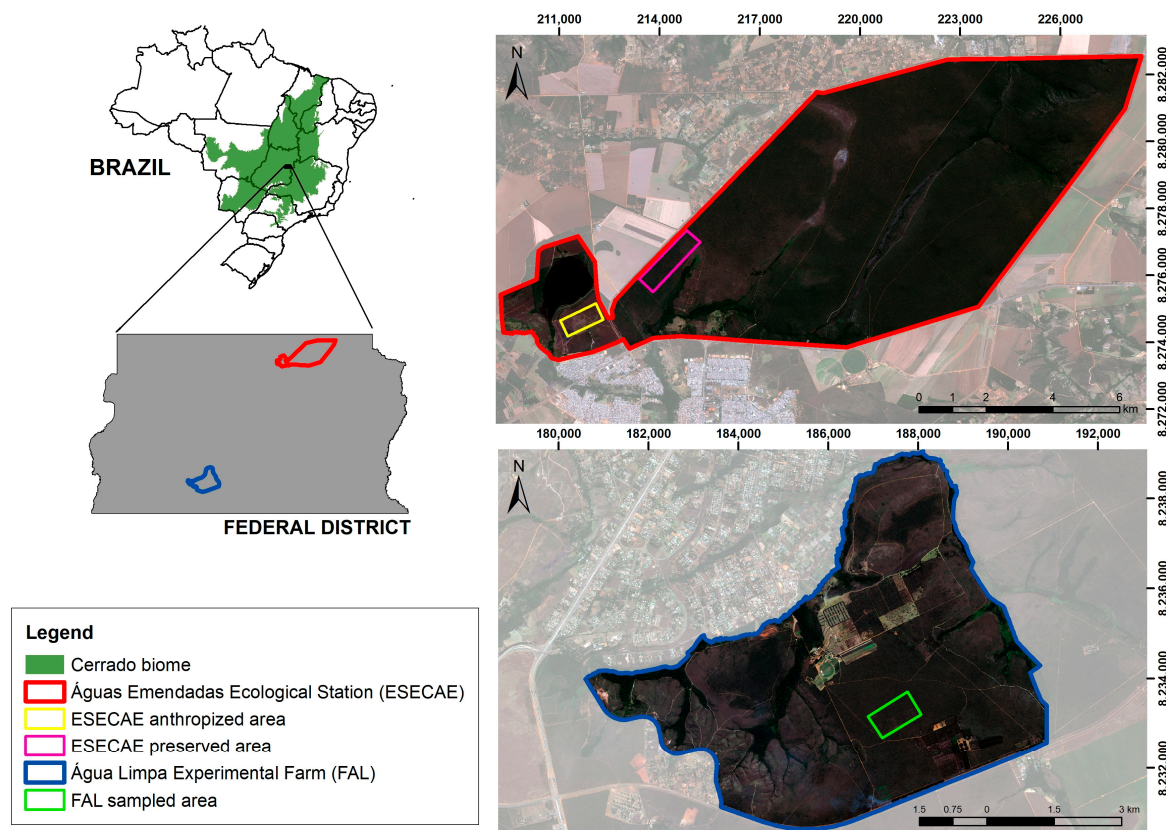 BRAZIL
FEDERAL DISTRICT
Legend
Cerrado biome
Águas Emendadas Ecological Station (ESECAE)
ESECAE anthropized area
ESECAE preserved area
Água Limpa Experimental Farm (FAL)
FAL sampled area
211,000 214,000 217,000 220,000 223,000 226,000
N
8.282,000
8.280,000
8.278,000
8.276,000
8.274,000
8.272,000
0 1 2 4 6
km
180,000 182,000 184,000 186,000 188,000 190,000 192,000
N
8.238,000
8.236,000
8.234,000
8.232,000
1.5 0.75 0 1.5 3 km